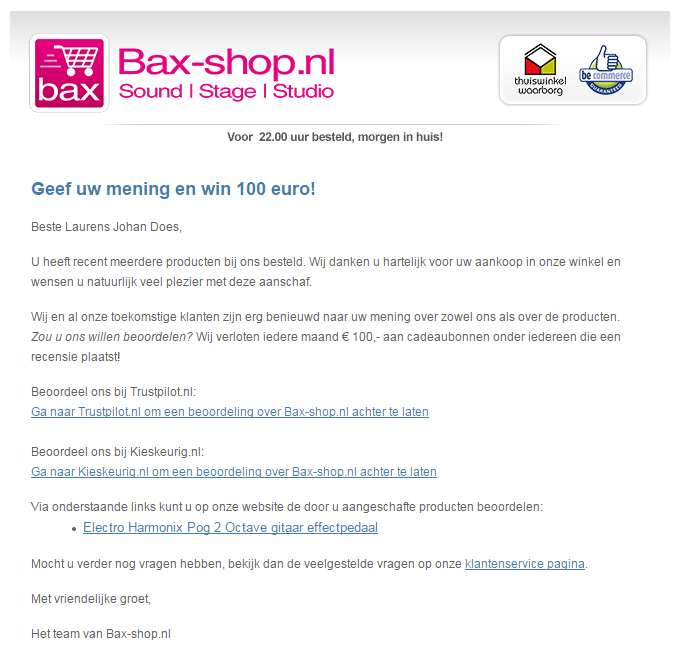 bax
Bax-shop.nl
Sound | Stage | Studio
thuiswinkel
waarborg
be commerce
GUARANTEED
Voor 22.00 uur besteld, morgen in huis!
Geef uw mening en win 100 euro!
Beste Laurens Johan Does,
U heeft recent meerdere producten bij ons besteld. Wij danken u hartelijk voor uw aankoop in onze winkel en
wensen u natuurlijk veel plezier met deze aanschaf.
Wij en al onze toekomstige klanten zijn erg benieuwd naar uw mening over zowel ons als over de producten.
Zou u ons willen beoordelen? Wij verloten iedere maand € 100,- aan cadeaubonnen onder iedereen die een
recensie plaatst!
Beoordeel ons bij Trustpilot.nl:
Ga naar Trustpilot.nl om een beoordeling over Bax-shop.nl achter te laten
Beoordeel ons bij Kieskeurig.nl:
Ga naar Kieskeurig.nl om een beoordeling over Bax-shop.nl achter te laten
Via onderstaande links kunt u op onze website de door u aangeschafte producten beoordelen:
• Electro Harmonix Pog 2 Octave gitaar effectpedaal
Mocht u verder nog vragen hebben, bekijk dan de veelgestelde vragen op onze klantenservice pagina.
Met vriendelijke groet,
Het team van Bax-shop.nl